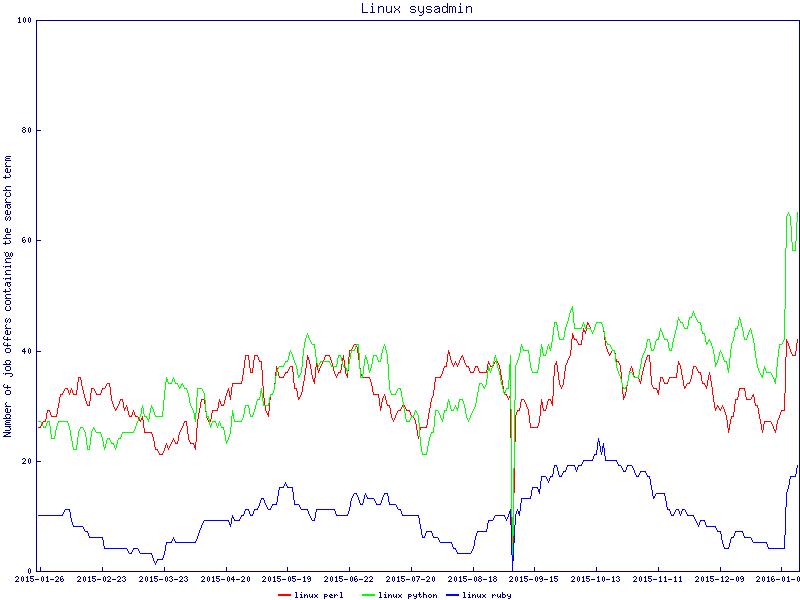 Linux sysadmin
Number of job offers containing the search term
100
80
60
40
20
0
2015-01-26 2015-02-23 2015-03-23 2015-04-20 2015-05-19 2015-06-22 2015-07-20 2015-08-18 2015-09-15 2015-10-13 2015-11-11 2015-12-09 2016-01-0
linux perl linux python linux ruby